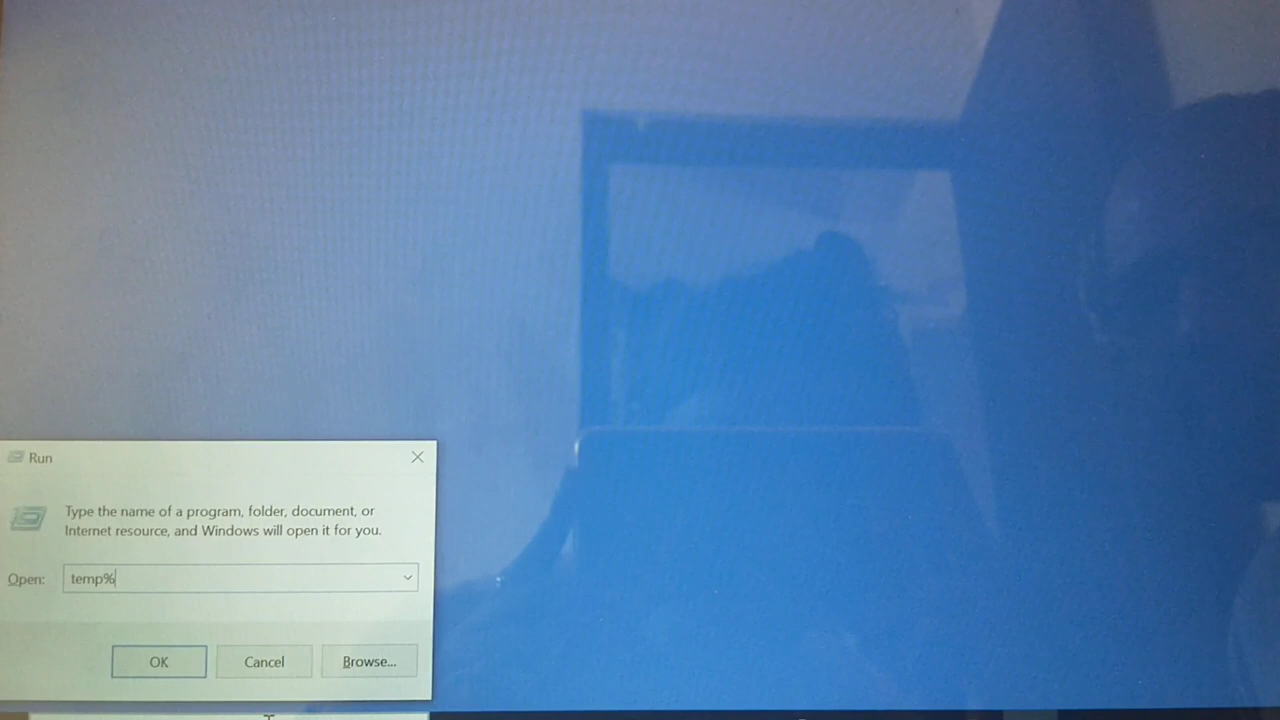 Run
Type the name of a program, folder, document, or
Internet resource, and Windows will open it for you.
Open: temp%
OK Cancel Browse...